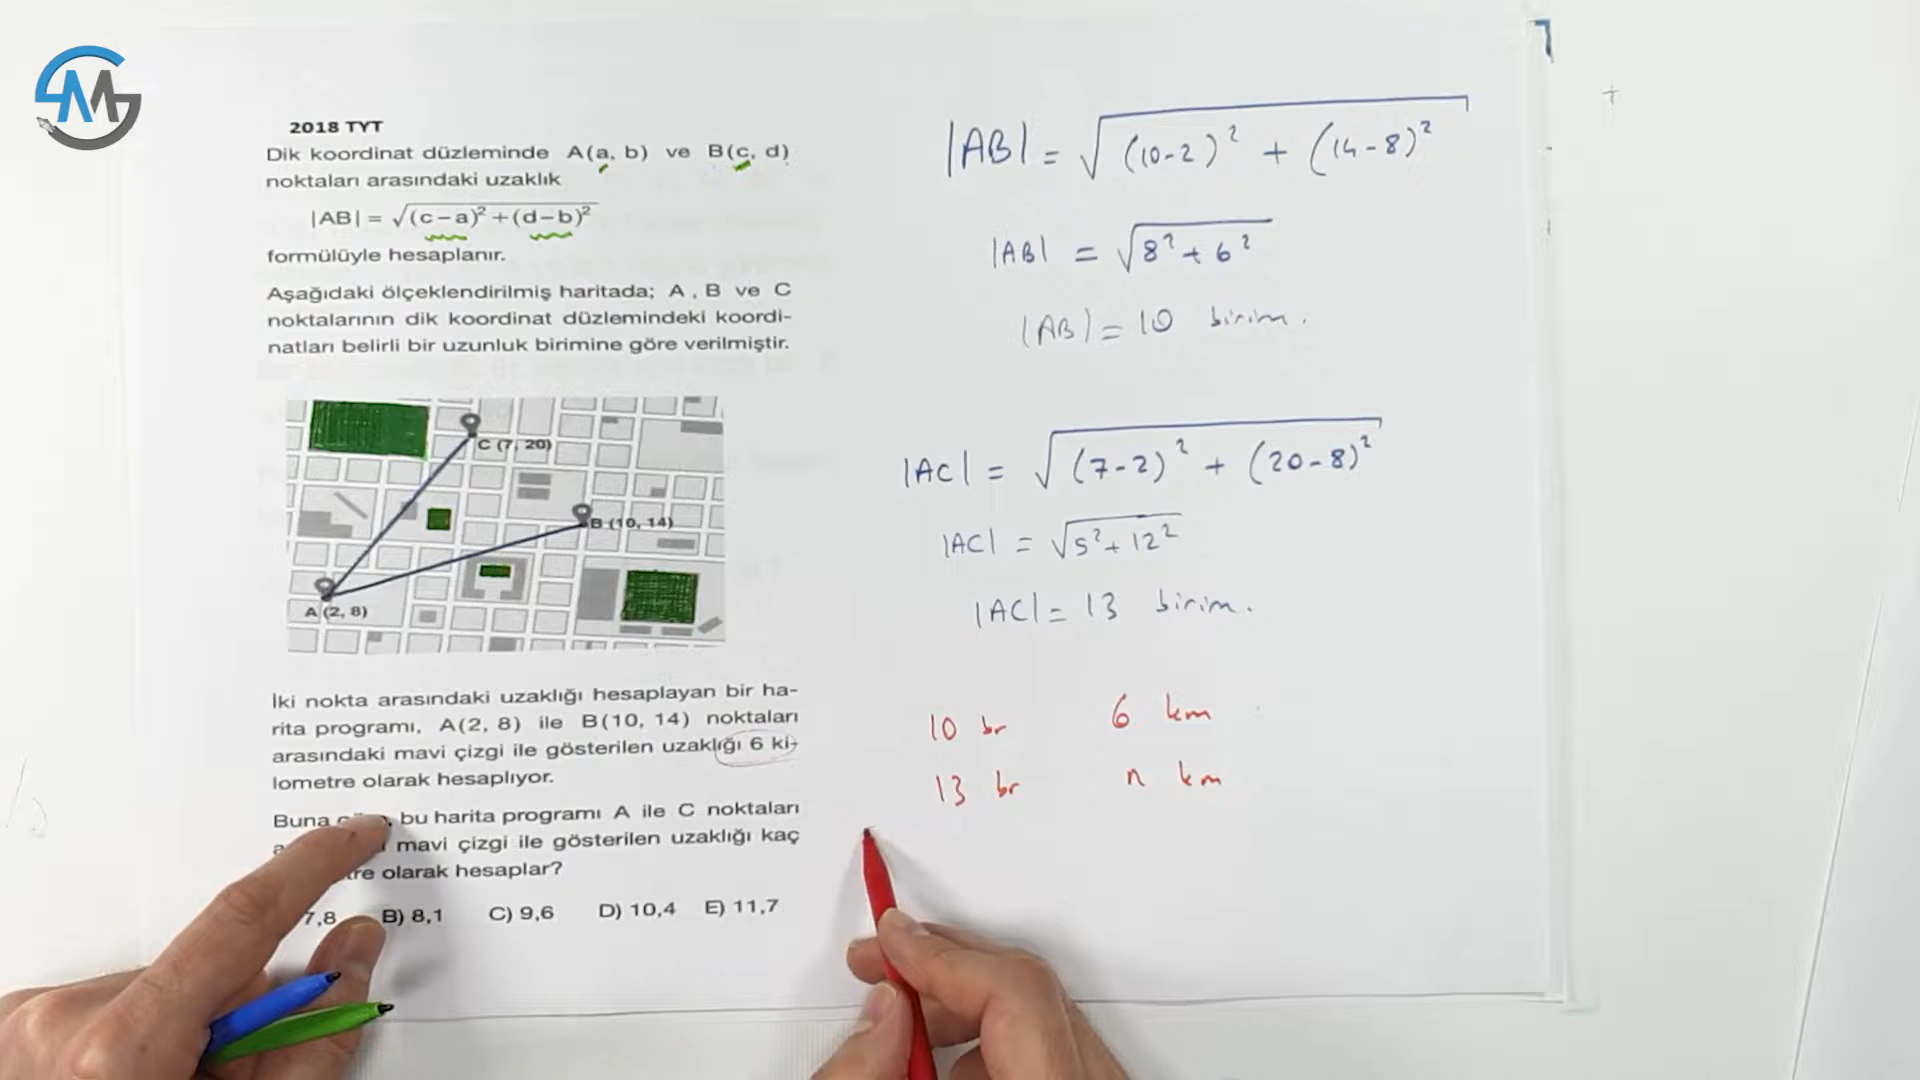 2018 TYT
Dik koordinat düzleminde A(a, b) ve B(c, d)
noktaları arasındaki uzaklık
|AB| = √(c−a)² + (d−b)²
formülüyle hesaplanır.
Aşağıdaki ölçeklendirilmiş haritada; A , B ve C
noktalarının dik koordinat düzlemindeki koordi-
natları belirli bir uzunluk birimine göre verilmiştir.
C (7, 20)
B (10, 14)
A (2, 8)
İki nokta arasındaki uzaklığı hesaplayan bir ha-
rita programı, A(2, 8) ile B(10, 14) noktaları
arasındaki mavi çizgi ile gösterilen uzaklığı 6 ki-
lometre olarak hesaplıyor.
Buna bu harita programı A ile C noktaları
mavi çizgi ile gösterilen uzaklığı kaç
olarak hesaplar?
7,8 B) 8,1 C) 9,6 D) 10,4 E) 11,7
|AB| = √(10-2)² + (14-8)²
|AB| = √8² + 6²
|AB| = 10 birim.
|AC| = √(7-2)² + (20-8)²
|AC| = √5² + 12²
|AC| = 13 birim.
10 br 6 km
13 br n km